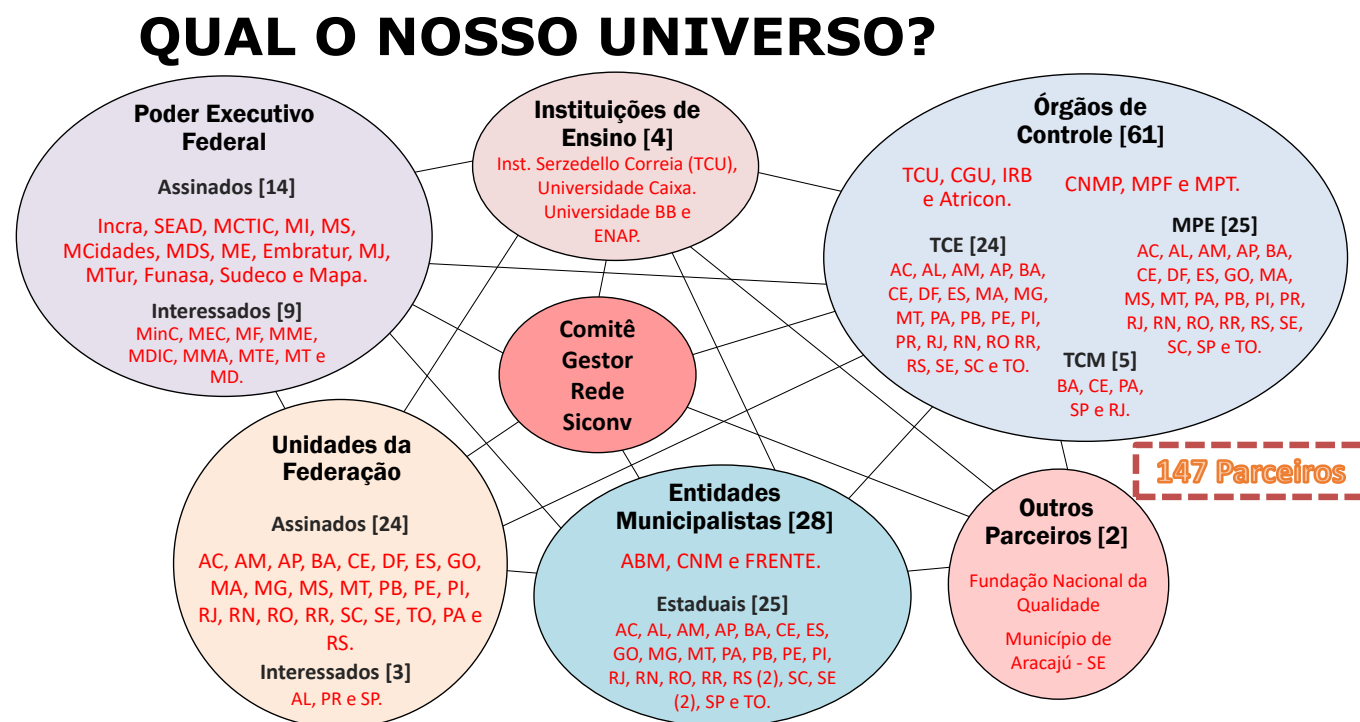 QUAL O NOSSO UNIVERSO?
Poder Executivo
Federal
Assinados [14]
Incra, SEAD, MCTIC, MI, MS,
MCidades, MDS, ME, Embratur, MJ,
MTur, Funasa, Sudeco e Mapa.
Interessados [9]
MinC, MEC, MF, MME,
MDIC, MMA, MTE, MT e
MD.
Instituições de
Ensino [4]
Inst. Serzedello Correia (TCU),
Universidade Caixa.
Universidade BB e
ENAP.
Órgãos de
Controle [61]
TCU, CGU, IRB
e Atricon.
CNMP, MPF e MPT.
TCE [24]
AC, AL, AM, AP, BA,
CE, DF, ES, MA, MG,
MT, PA, PB, PE, PI,
PR, RJ, RN, RO RR,
RS, SE, SC e TO.
MPE [25]
AC, AL, AM, AP, BA,
CE, DF, ES, GO, MA,
MS, MT, PA, PB, PI, PR,
RJ, RN, RO, RR, RS, SE,
SC, SP e TO.
TCM [5]
BA, CE, PA,
SP e RJ.
Comitê
Gestor
Rede
Siconv
Unidades da
Federação
Assinados [24]
AC, AM, AP, BA, CE, DF, ES, GO,
MA, MG, MS, MT, PB, PE, PI,
RJ, RN, RO, RR, SC, SE, TO, PA e
RS.
Interessados [3]
AL, PR e SP.
Entidades
Municipalistas [28]
ABM, CNM e FRENTE.
Estaduais [25]
AC, AL, AM, AP, BA, CE, ES,
GO, MG, MT, PA, PB, PE, PI,
RJ, RN, RO, RR, RS (2), SC, SE
(2), SP e TO.
147 Parceiros
Outros
Parceiros [2]
Fundação Nacional da
Qualidade
Município de
Aracajú - SE